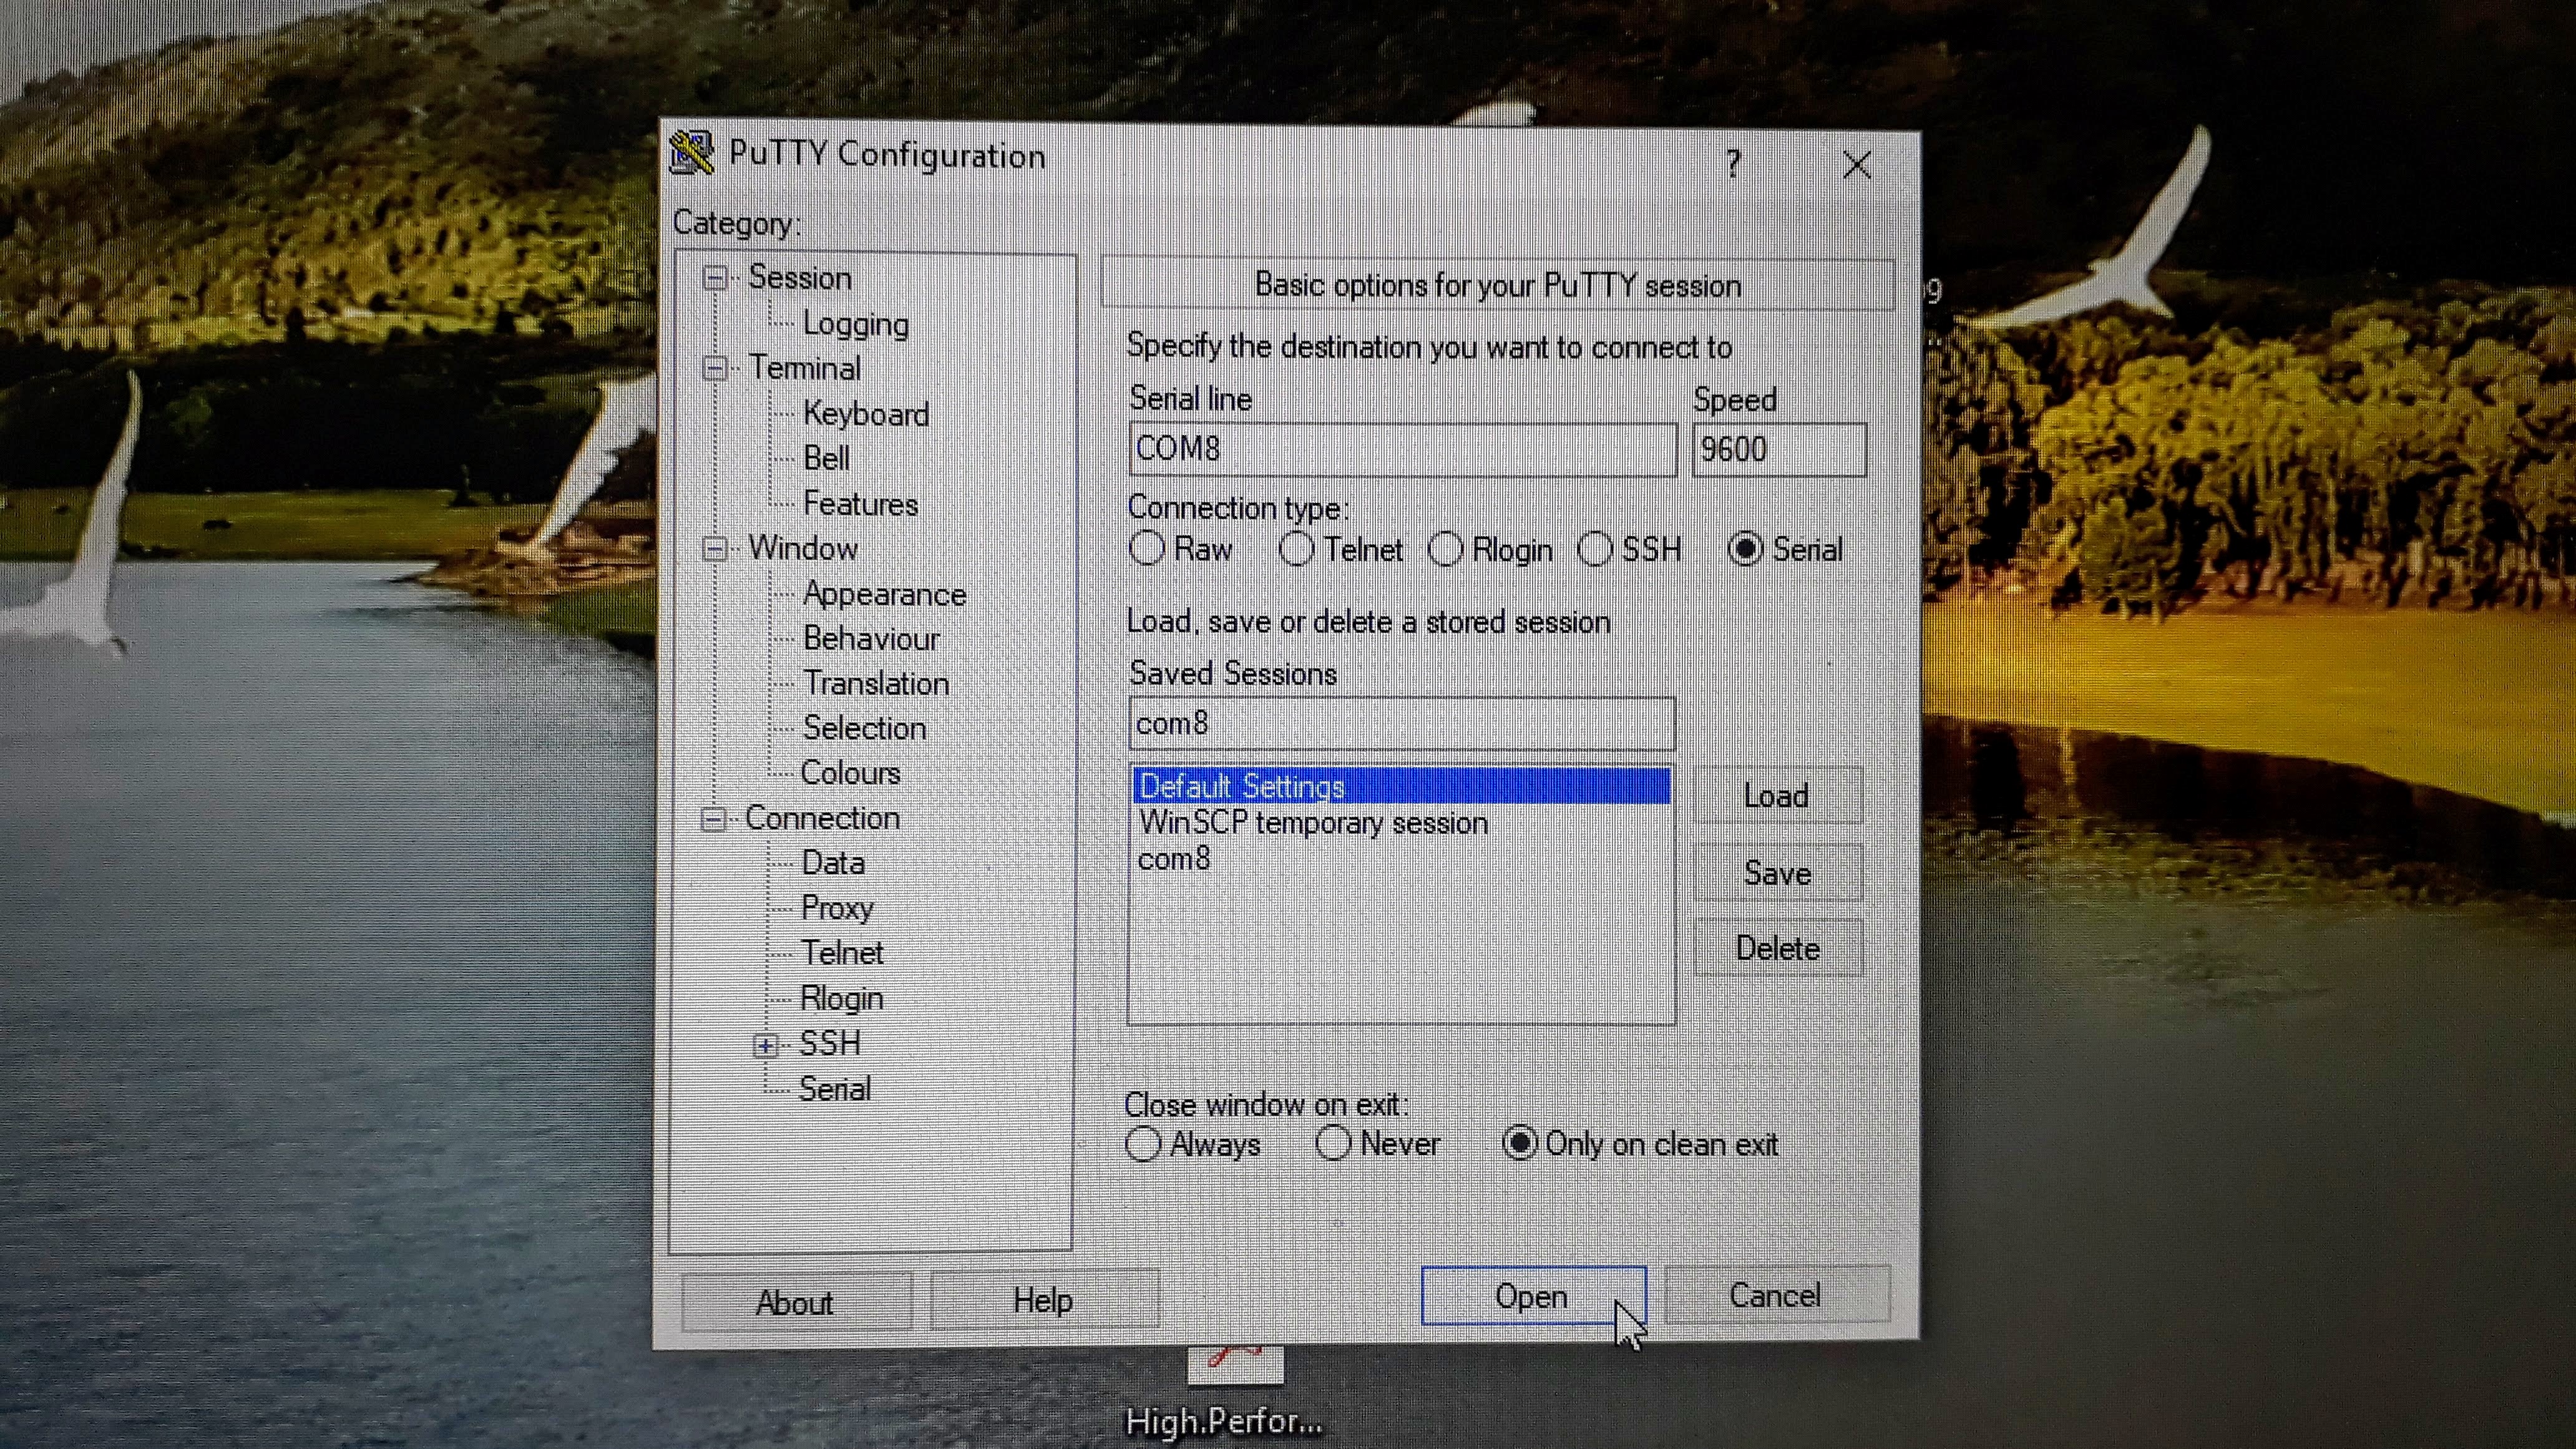 PuTTY Configuration
?
Category:
Session
Logging
Terminal
Keyboard
Bell
Features
Window
Appearance
Behaviour
Translation
Selection
Colours
Connection
Data
Proxy
Telnet
Rlogin
SSH
Serial
Basic options for your PuTTY session
Specify the destination you want to connect to
Serial line Speed
COM8 9600
Connection type:
Raw Telnet Rlogin SSH Serial
Load, save or delete a stored session
Saved Sessions
com8
Default Settings
WinSCP temporary session
com8
Load
Save
Delete
Close window on exit:
Always Never Only on clean exit
About Help Open Cancel
9
High.Perfor...